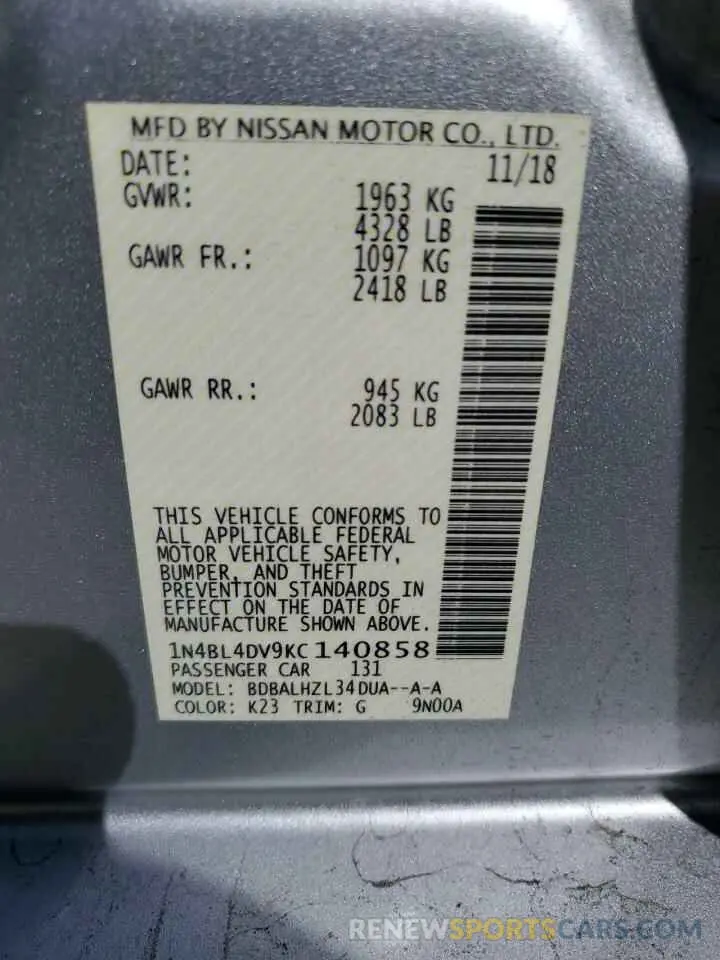 MFD BY NISSAN MOTOR CO., LTD.
DATE: 11/18
GVWR: 1963 KG
4328 LB
GAWR FR.: 1097 KG
2418 LB
GAWR RR.: 945 KG
2083 LB
THIS VEHICLE CONFORMS TO
ALL APPLICABLE FEDERAL
MOTOR VEHICLE SAFETY,
BUMPER, AND THEFT
PREVENTION STANDARDS IN
EFFECT ON THE DATE OF
MANUFACTURE SHOWN ABOVE.
1N4BL4DV9KC140858
PASSENGER CAR 131
MODEL: BDBALHZL34DUA--A-A
COLOR: K23 TRIM: G 9N00A
RENEWSPORTSCARS.COM